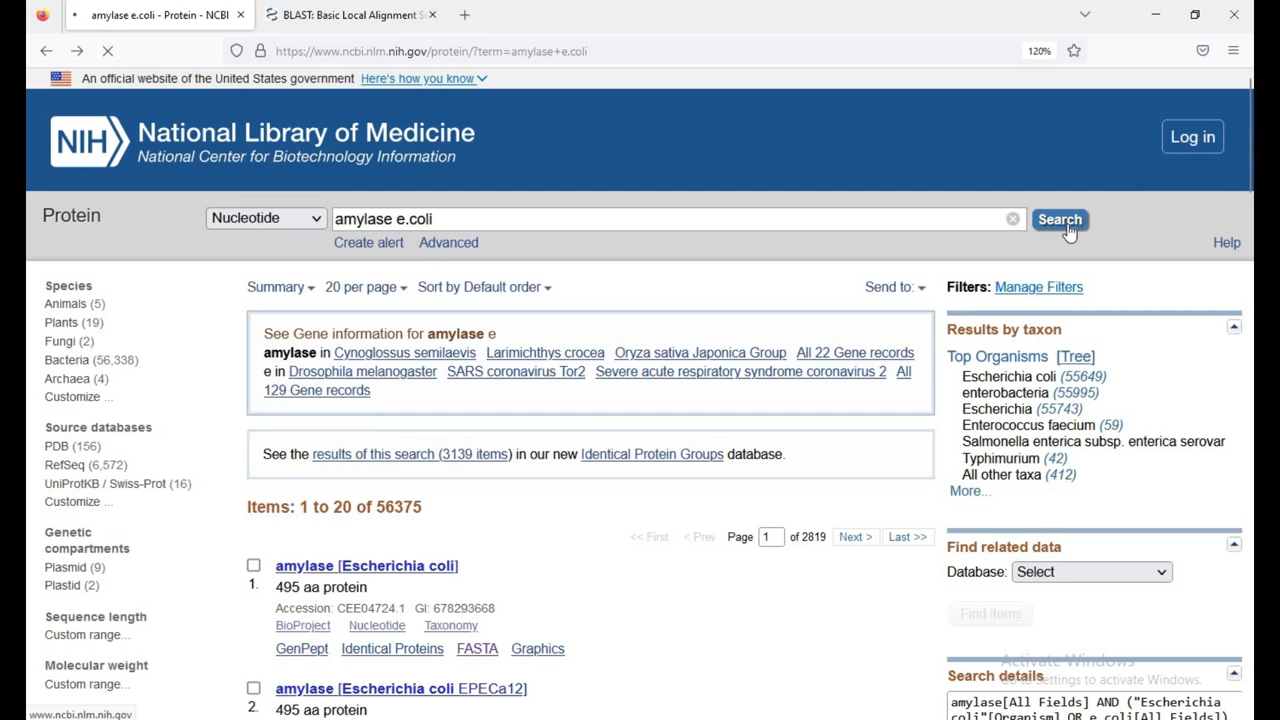 amylase e.coli - Protein - NCBI
BLAST: Basic Local Alignment S
https://www.ncbi.nlm.nih.gov/protein/?term=amylase+e.coli
120%
An official website of the United States government Here's how you know
NIH National Library of Medicine
National Center for Biotechnology Information
Log in
Protein
Nucleotide
amylase e.coli
Search
Create alert Advanced
Help
Species
Animals (5)
Plants (19)
Fungi (2)
Bacteria (56,338)
Archaea (4)
Customize ...
Source databases
PDB (156)
RefSeq (6,572)
UniProtKB / Swiss-Prot (16)
Customize ...
Genetic
compartments
Plasmid (9)
Plastid (2)
Sequence length
Custom range...
Molecular weight
Custom range...
www.ncbi.nlm.nih.gov
Summary 20 per page Sort by Default order
Send to:
See Gene information for amylase e
amylase in Cynoglossus semilaevis Larimichthys crocea Oryza sativa Japonica Group All 22 Gene records
e in Drosophila melanogaster SARS coronavirus Tor2 Severe acute respiratory syndrome coronavirus 2 All
129 Gene records
See the results of this search (3139 items) in our new Identical Protein Groups database.
Items: 1 to 20 of 56375
<< First < Prev Page 1 of 2819 Next > Last >>
amylase [Escherichia coli]
1. 495 aa protein
Accession: CEE04724.1 GI: 678293668
BioProject Nucleotide Taxonomy
GenPept Identical Proteins FASTA Graphics
amylase [Escherichia coli EPECa12]
2. 495 aa protein
Filters: Manage Filters
Results by taxon
Top Organisms [Tree]
Escherichia coli (55649)
enterobacteria (55995)
Escherichia (55743)
Enterococcus faecium (59)
Salmonella enterica subsp. enterica serovar
Typhimurium (42)
All other taxa (412)
More...
Find related data
Database: Select
Find items
Activate Windows
Go to Settings to activate Windows.
Search details
amylase[All Fields] AND ("Escherichia
coli"[Organism] OR e coli[All Fields])